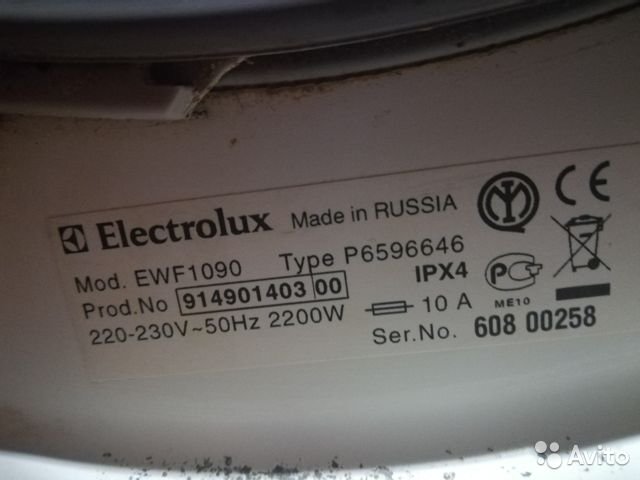 Electrolux Made in RUSSIA CE
Mod. EWF1090 Type P6596646
Prod.No 914901403 00 IPX4 PC
220-230V~50Hz 2200W 10 A ME10
Ser.No. 608 00258
Avito